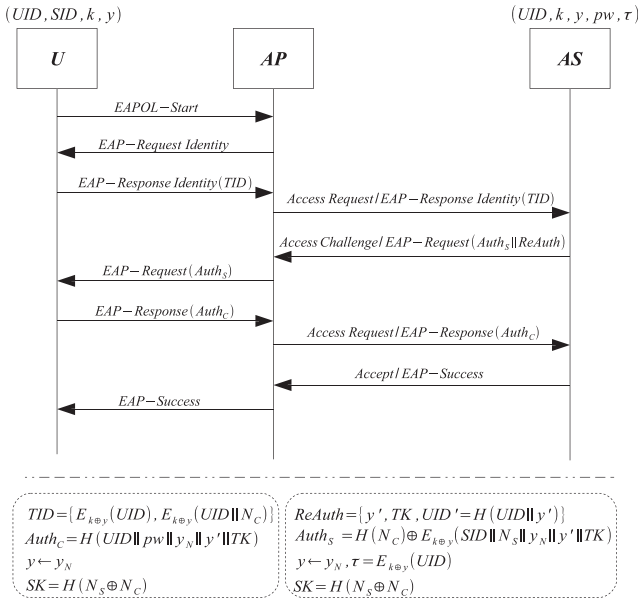 (UID, SID, k, y)
(UID, k, y, pw, τ)
U
AP
AS
EAPOL−Start
EAP−Request Identity
EAP−Response Identity(TID)
Access Request/EAP−Response Identity(TID)
Access Challenge/EAP−Request(Auth_S‖ReAuth)
EAP−Request(Auth_S)
EAP−Response(Auth_C)
Access Request/EAP−Response(Auth_C)
Accept/EAP−Success
EAP−Success
TID={E_{k⊕y}(UID), E_{k⊕y}(UID‖N_C)}
Auth_C=H(UID‖pw‖y_N‖y'‖TK)
y←y_N
SK=H(N_S⊕N_C)
ReAuth={y', TK, UID'=H(UID‖y')}
Auth_S=H(N_C)⊕E_{k⊕y}(SID‖N_S‖y_N‖y'‖TK)
y←y_N, τ=E_{k⊕y}(UID)
SK=H(N_S⊕N_C)